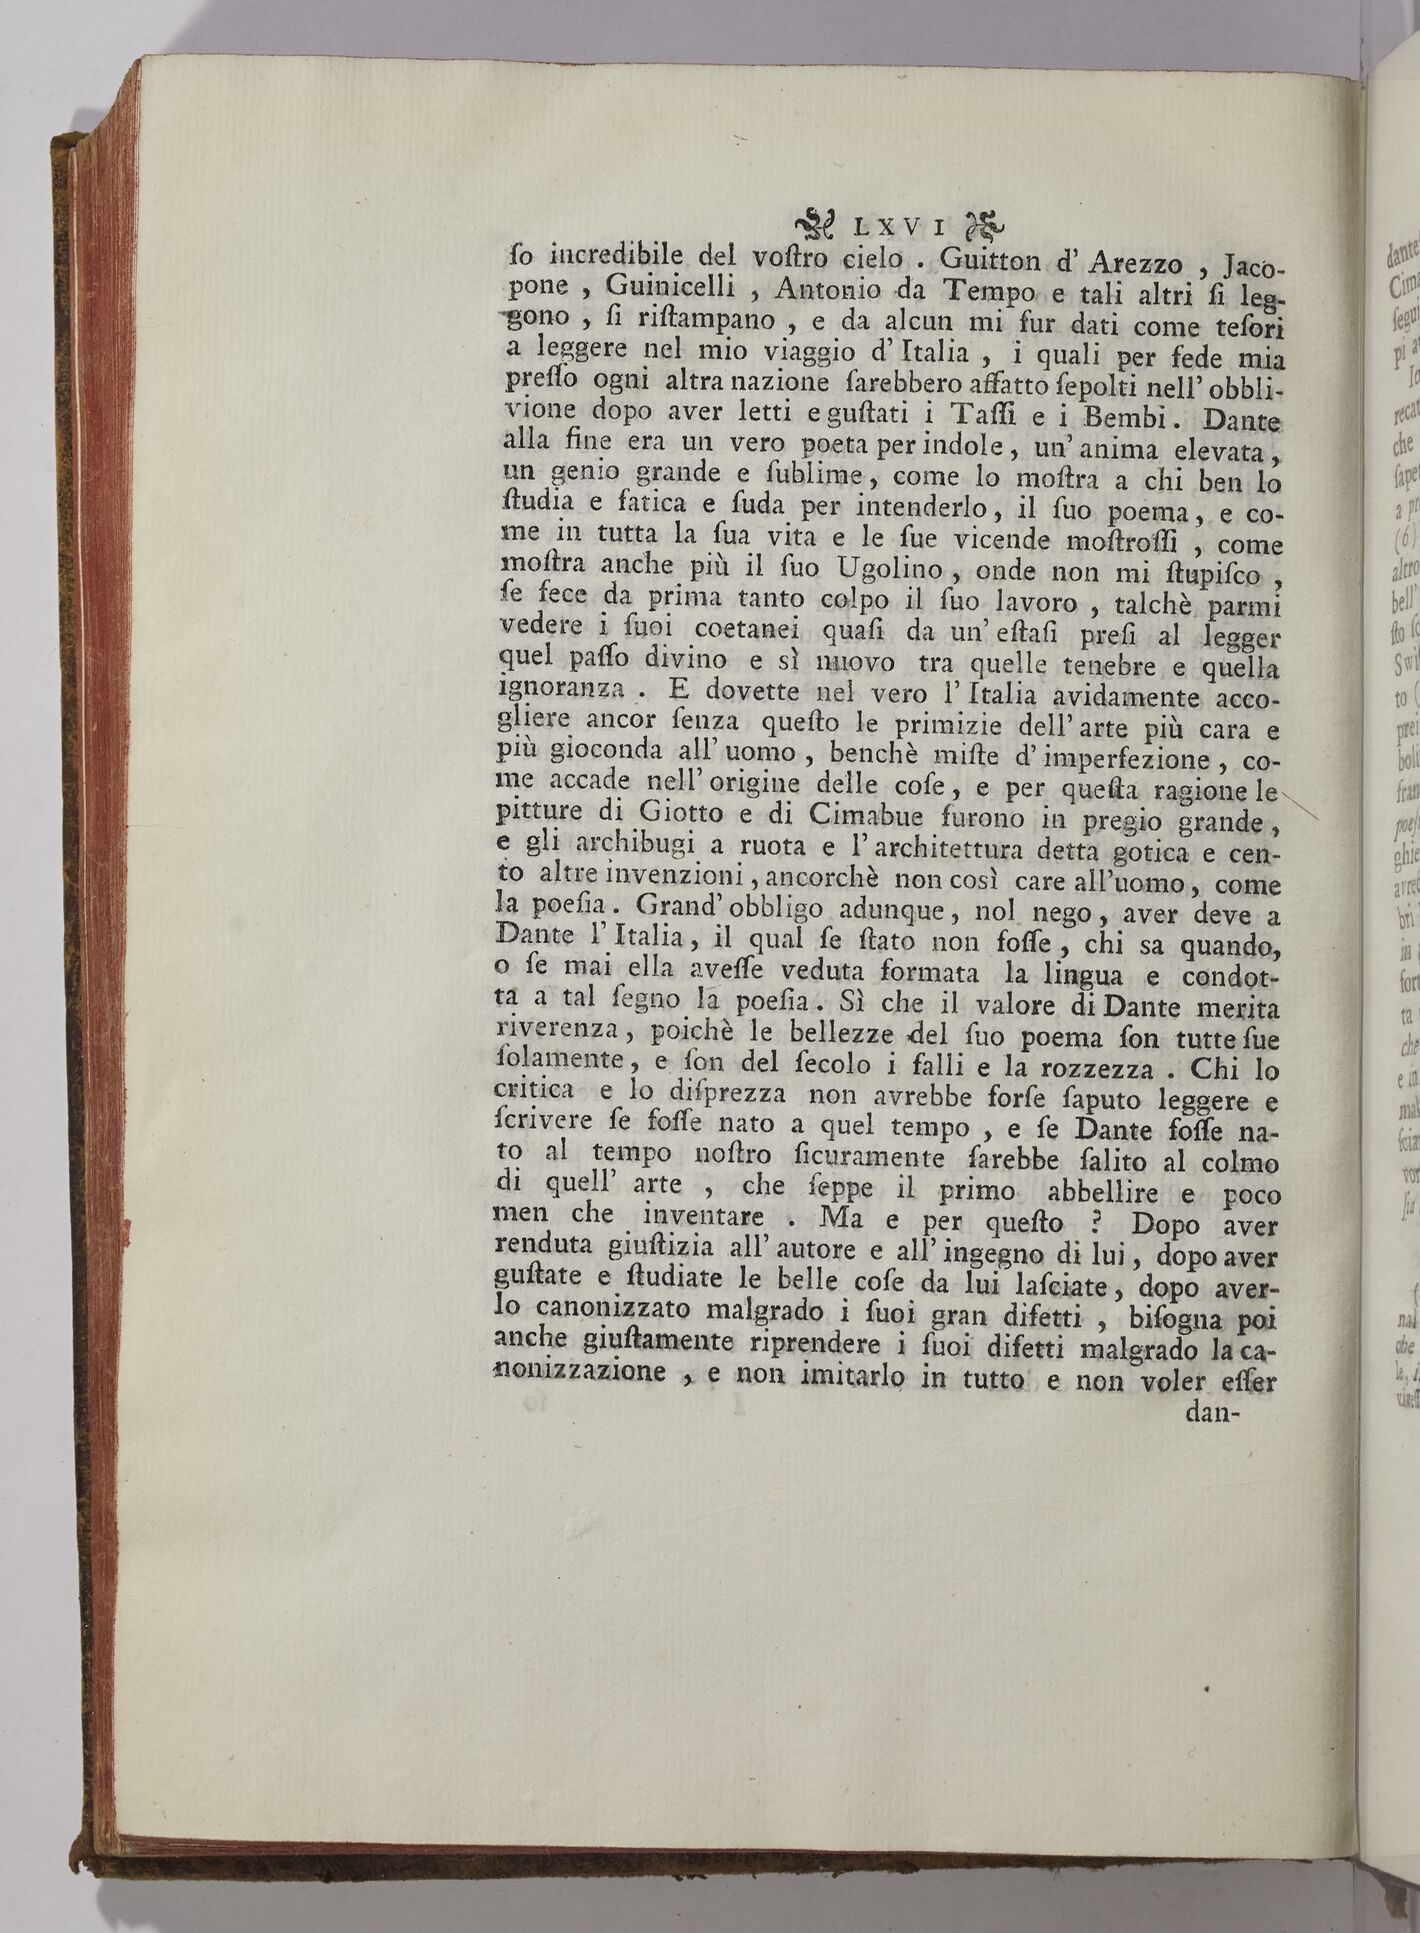 LXVI
ſo incredibile del voſtro cielo . Guitton d' Arezzo , Jaco-
pone , Guinicelli , Antonio da Tempo e tali altri ſi leg-
gono , ſi riſtampano , e da alcun mi fur dati come teſori
a leggere nel mio viaggio d' Italia , i quali per fede mia
preſſo ogni altra nazione ſarebbero affatto ſepolti nell' obbli-
vione dopo aver letti e guſtati i Taſſi e i Bembi . Dante
alla fine era un vero poeta per indole , un' anima elevata ,
un genio grande e ſublime , come lo moſtra a chi ben lo
ſtudia e fatica e ſuda per intenderlo , il ſuo poema , e co-
me in tutta la ſua vita e le ſue vicende moſtroſſi , come
moſtra anche più il ſuo Ugolino , onde non mi ſtupiſco ,
ſe fece da prima tanto colpo il ſuo lavoro , talchè parmi
vedere i ſuoi coetanei quaſi da un' eſtaſi preſi al legger
quel paſſo divino e sì nuovo tra quelle tenebre e quella
ignoranza . E dovette nel vero l' Italia avidamente acco-
gliere ancor ſenza queſto le primizie dell' arte più cara e
più gioconda all' uomo , benchè miſte d' imperfezione , co-
me accade nell' origine delle coſe , e per queſta ragione le
pitture di Giotto e di Cimabue furono in pregio grande ,
e gli archibugi a ruota e l' architettura detta gotica e cen-
to altre invenzioni , ancorchè non così care all'uomo , come
la poeſia . Grand' obbligo adunque , nol nego , aver deve a
Dante l' Italia , il qual ſe ſtato non foſſe , chi sa quando,
o ſe mai ella aveſſe veduta formata la lingua e condot-
ta a tal ſegno la poeſia . Sì che il valore di Dante merita
riverenza , poichè le bellezze del ſuo poema ſon tutte ſue
ſolamente , e ſon del ſecolo i falli e la rozzezza . Chi lo
critica e lo diſprezza non avrebbe forſe ſaputo leggere e
ſcrivere ſe foſſe nato a quel tempo , e ſe Dante foſſe na-
to al tempo noſtro ſicuramente ſarebbe ſalito al colmo
di quell' arte , che ſeppe il primo abbellire e poco
men che inventare . Ma e per queſto ? Dopo aver
renduta giuſtizia all' autore e all' ingegno di lui , dopo aver
guſtate e ſtudiate le belle coſe da lui laſciate , dopo aver-
lo canonizzato malgrado i ſuoi gran difetti , biſogna poi
anche giuſtamente riprendere i ſuoi difetti malgrado la ca-
nonizzazione , e non imitarlo in tutto e non voler eſſer
dan-